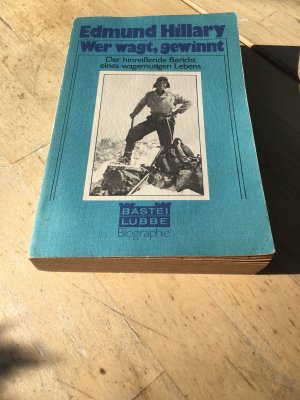 Edmund Hillary
Wer wagt, gewinnt
Der hinreißende Bericht
eines wagemutigen Lebens
BASTEI
LÜBBE
Biographie